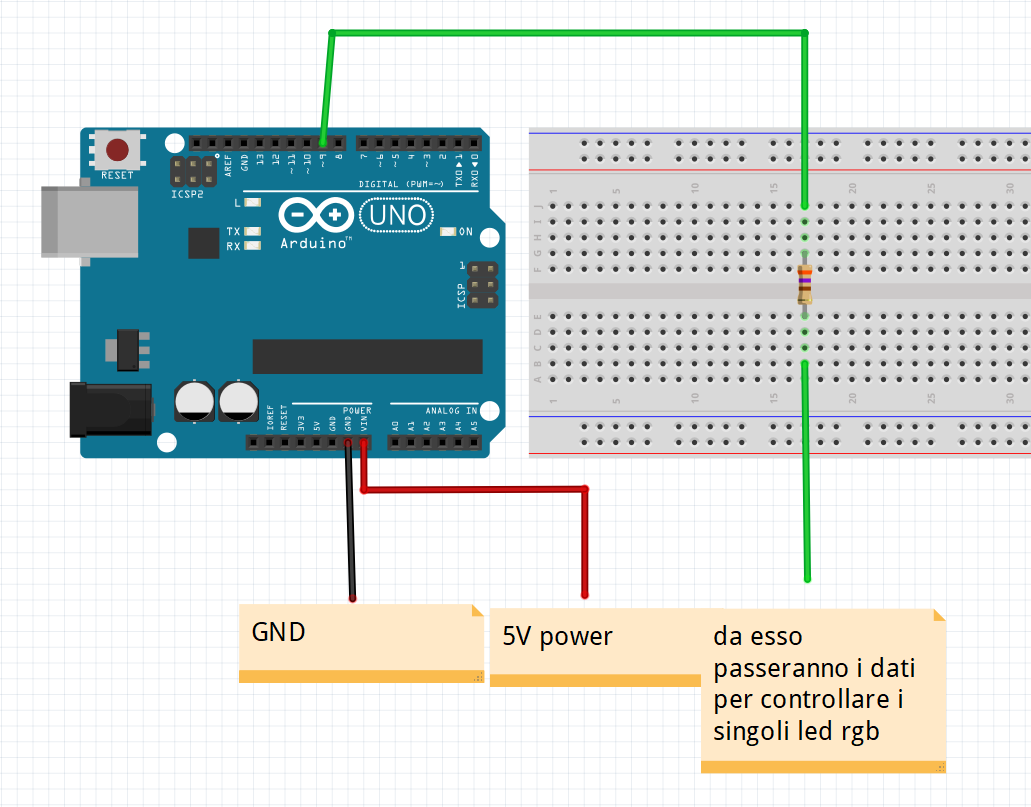 RESET
ICSP2
AREF
GND
13
12
~11
~10
~9
8
7
~6
~5
4
~3
2
TX0▶1
RX0◀0
DIGITAL (PWM=~)
L
TX
RX
Arduino™
UNO
ON
1
ICSP
IOREF
RESET
3V3
5V
GND
GND
VIN
POWER
ANALOG IN
A0
A1
A2
A3
A4
A5
1 5 10 15 20 25 30
J
I
H
G
F
E
D
C
B
A
1 5 10 15 20 25 30
GND
5V power
da esso
passeranno i dati
per controllare i
singoli led rgb